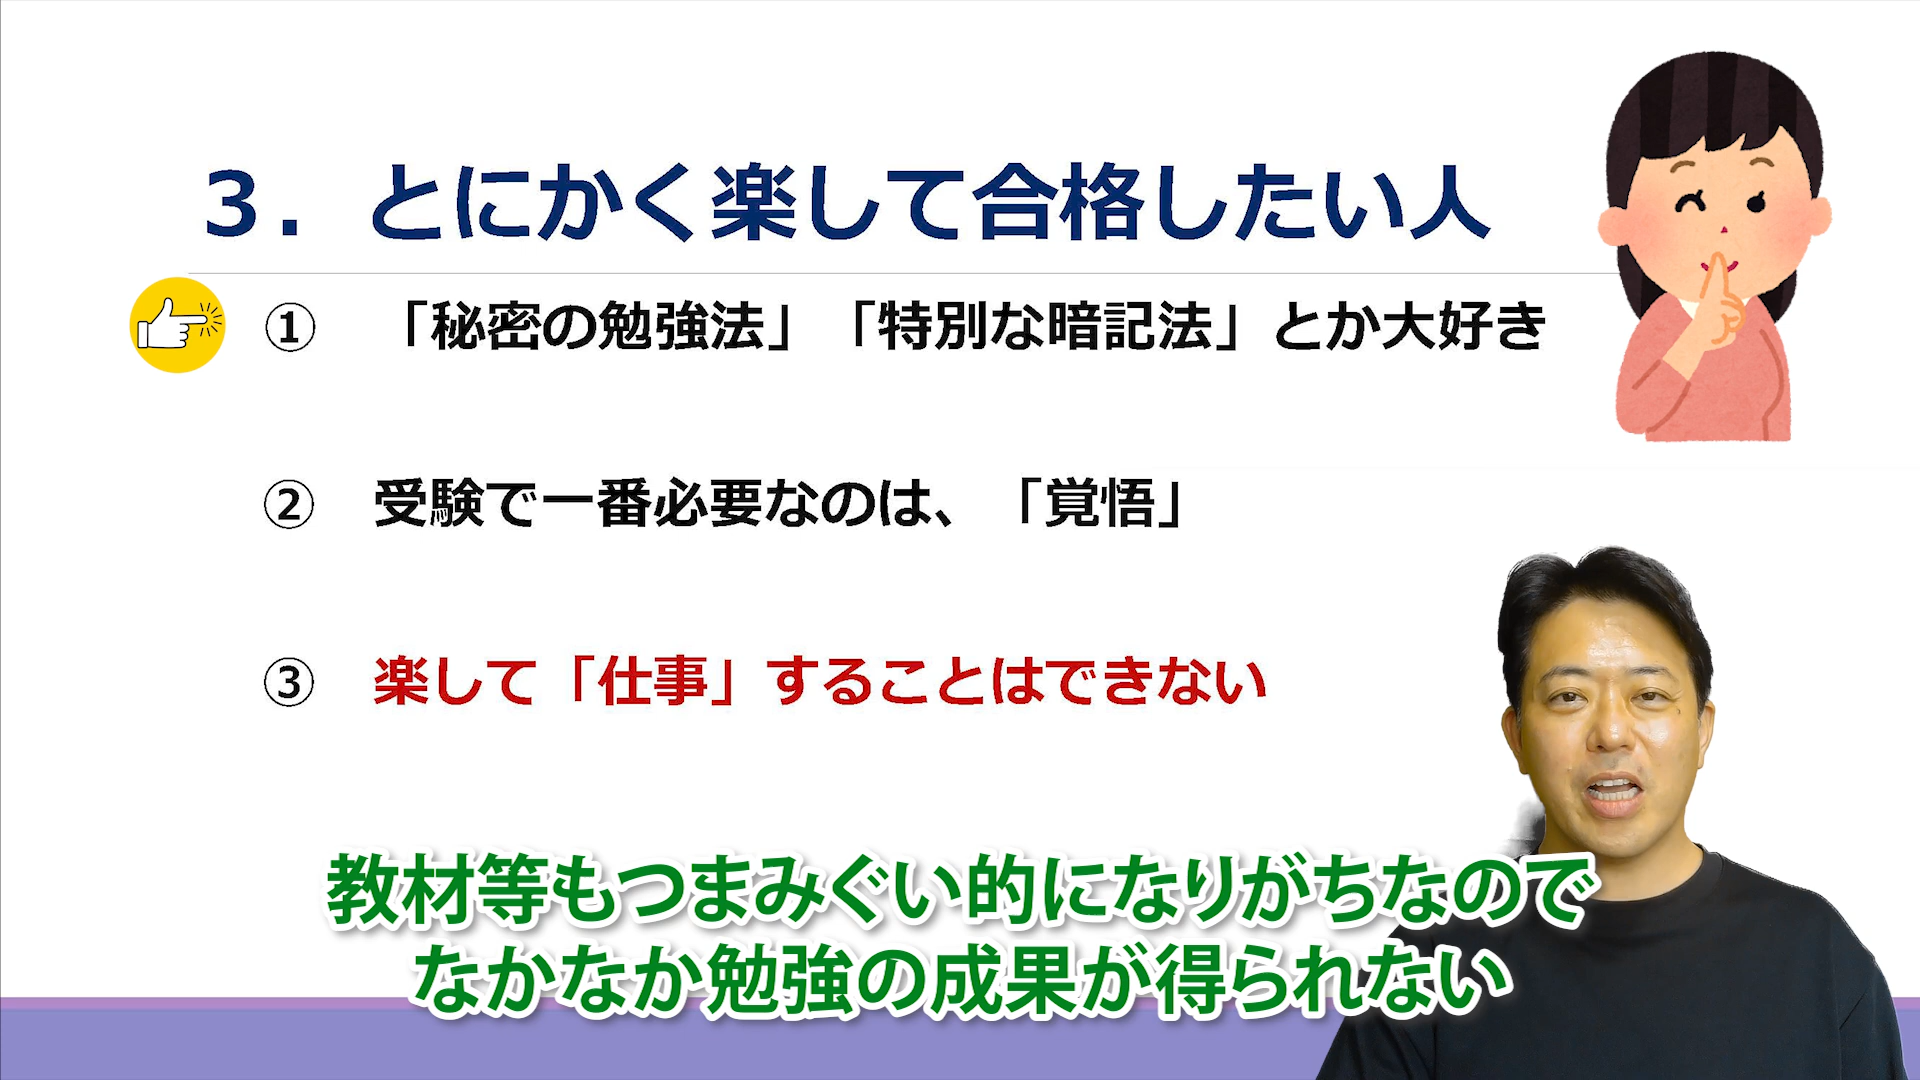 ３．とにかく楽して合格したい人
① 「秘密の勉強法」「特別な暗記法」とか大好き
② 受験で一番必要なのは、「覚悟」
③ 楽して「仕事」することはできない
教材等もつまみぐい的になりがちなので
なかなか勉強の成果が得られない